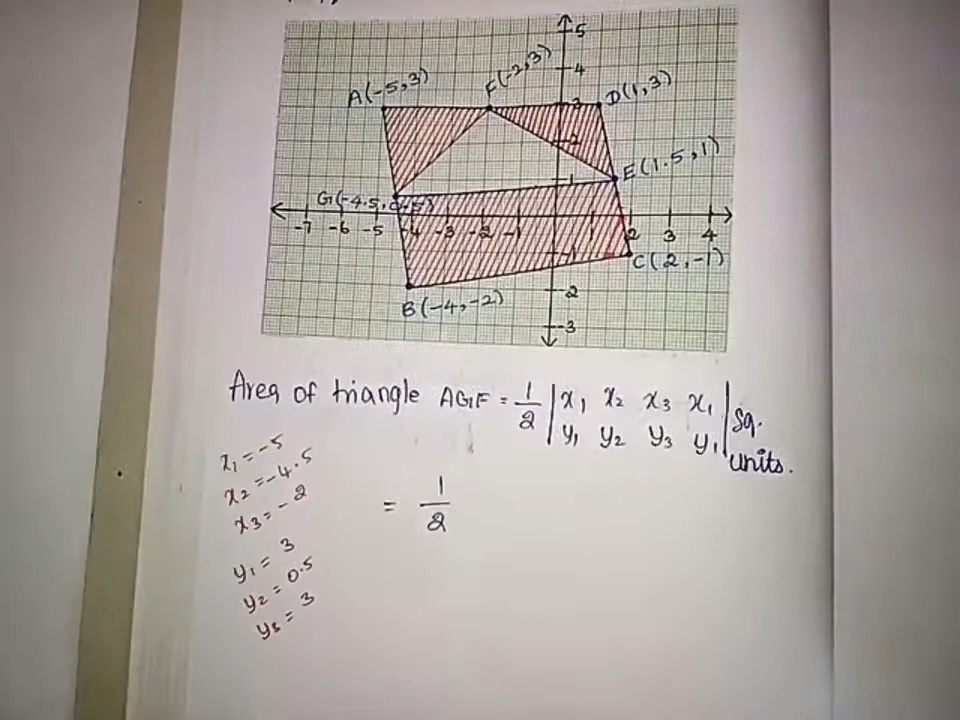 5
4
F(-2,3)
A(-5,3)
3
D(1,3)
2
E(1.5,1)
1
G(-4.5,0.5)
-7 -6 -5 -4 -3 -2 -1 1 2 3 4
-1
C(2,-1)
B(-4,-2)
-2
-3
Area of triangle AGF = 1/2 | x1 x2 x3 x1 | sq.
y1 y2 y3 y1 units.
x1 = -5
x2 = -4.5
x3 = -2
= 1/2
y1 = 3
y2 = 0.5
y3 = 3